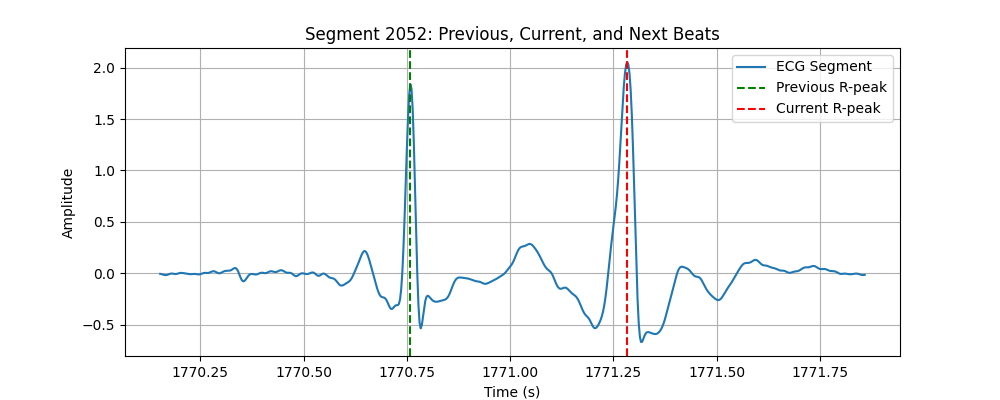 Segment 2052: Previous, Current, and Next Beats
ECG Segment
Previous R-peak
Current R-peak
2.0
1.5
1.0
0.5
0.0
−0.5
Amplitude
1770.25 1770.50 1770.75 1771.00 1771.25 1771.50 1771.75
Time (s)